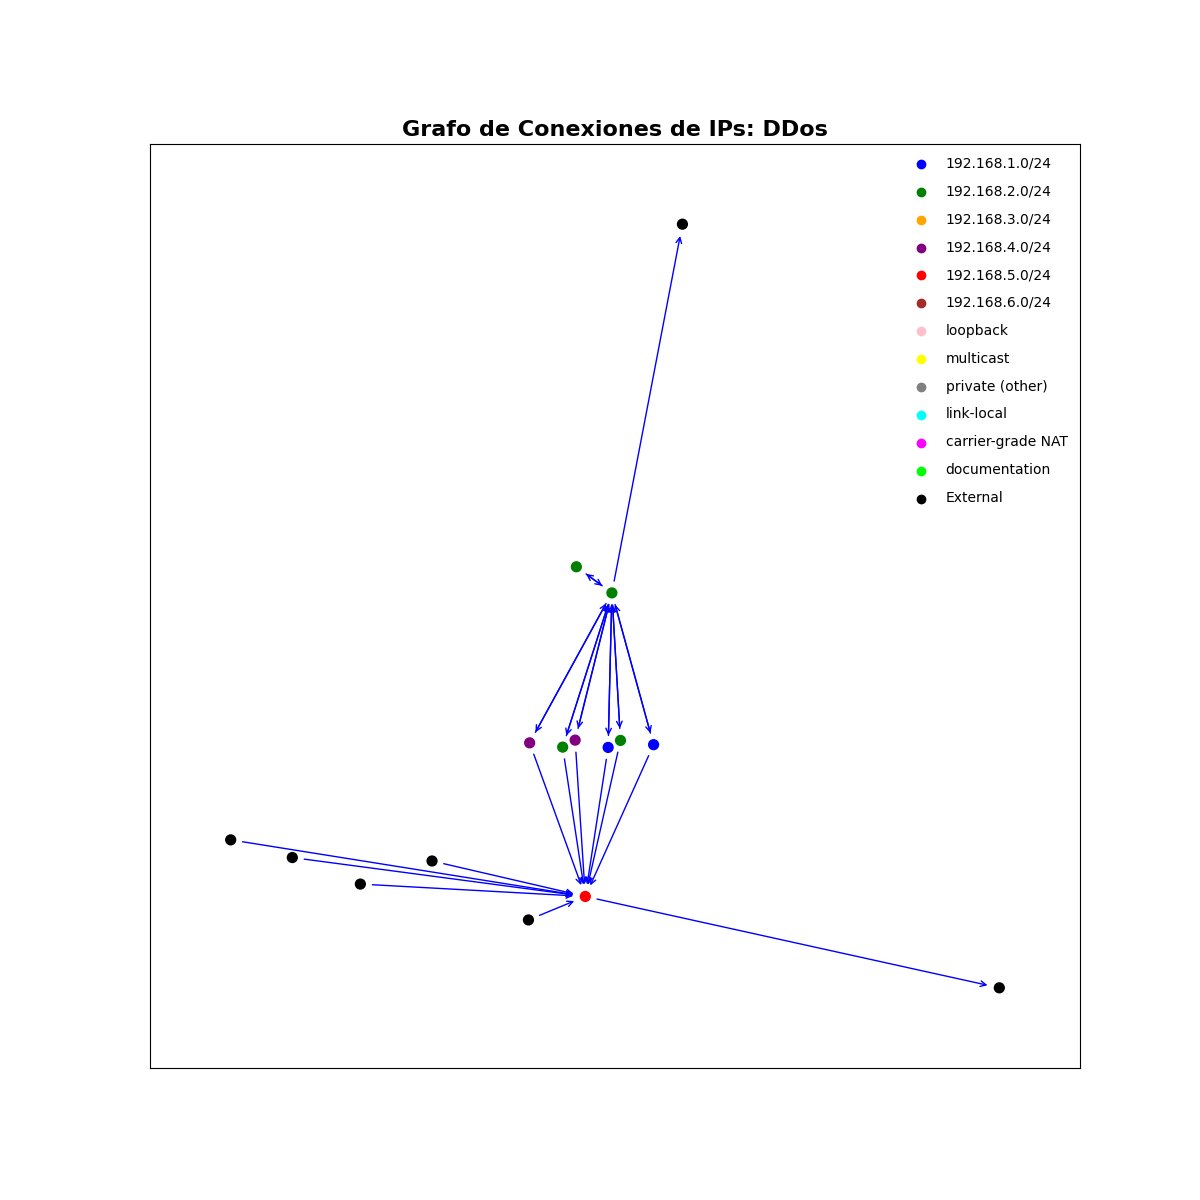 Grafo de Conexiones de IPs: DDos
192.168.1.0/24
192.168.2.0/24
192.168.3.0/24
192.168.4.0/24
192.168.5.0/24
192.168.6.0/24
loopback
multicast
private (other)
link-local
carrier-grade NAT
documentation
External